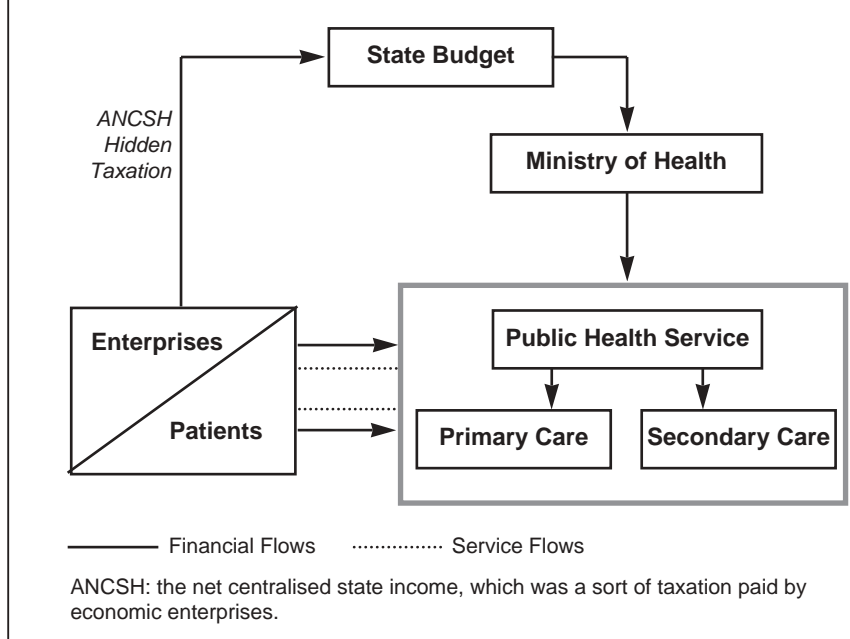 State Budget
ANCSH
Hidden
Taxation
Ministry of Health
Enterprises
Patients
Public Health Service
Primary Care
Secondary Care
Financial Flows
Service Flows
ANCSH: the net centralised state income, which was a sort of taxation paid by
economic enterprises.